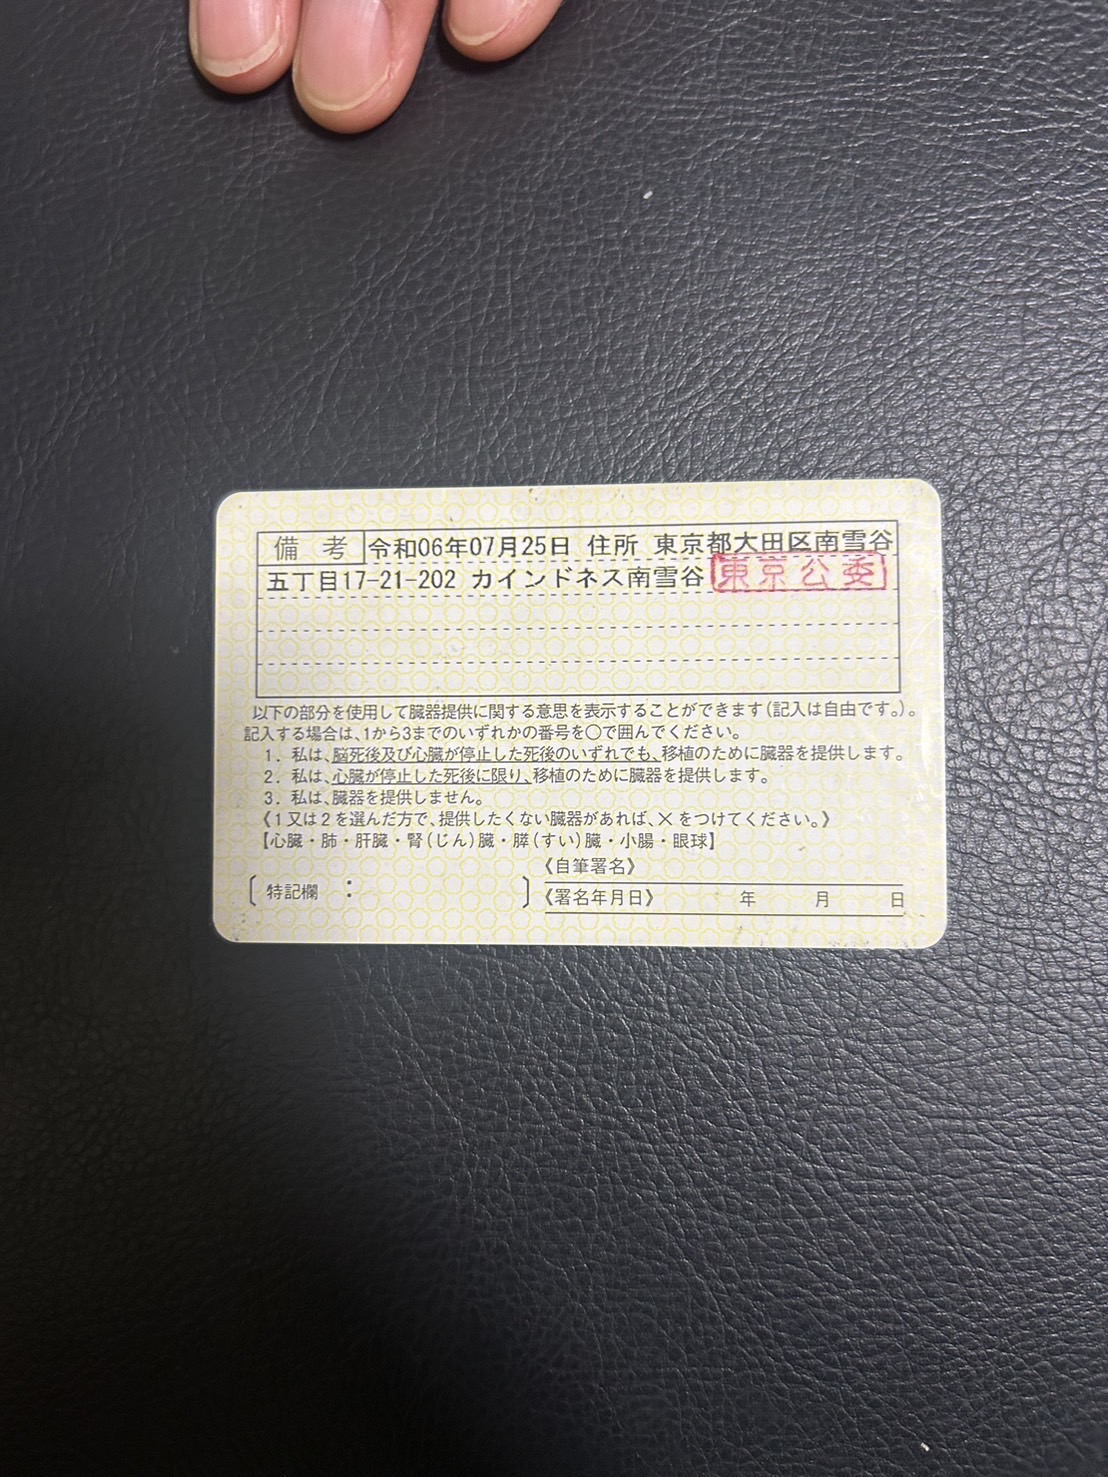 備 考 令和06年07月25日 住所 東京都大田区南雪谷
五丁目17-21-202 カインドネス南雪谷 東京公委
以下の部分を使用して臓器提供に関する意思を表示することができます(記入は自由です。)。
記入する場合は、1から3までのいずれかの番号を○で囲んでください。
1. 私は、脳死後及び心臓が停止した死後のいずれでも、移植のために臓器を提供します。
2. 私は、心臓が停止した死後に限り、移植のために臓器を提供します。
3. 私は、臓器を提供しません。
《1又は2を選んだ方で、提供したくない臓器があれば、×をつけてください。》
【心臓・肺・肝臓・腎(じん)臓・膵(すい)臓・小腸・眼球】
《自筆署名》
〔特記欄 : 〕
《署名年月日》 年 月 日